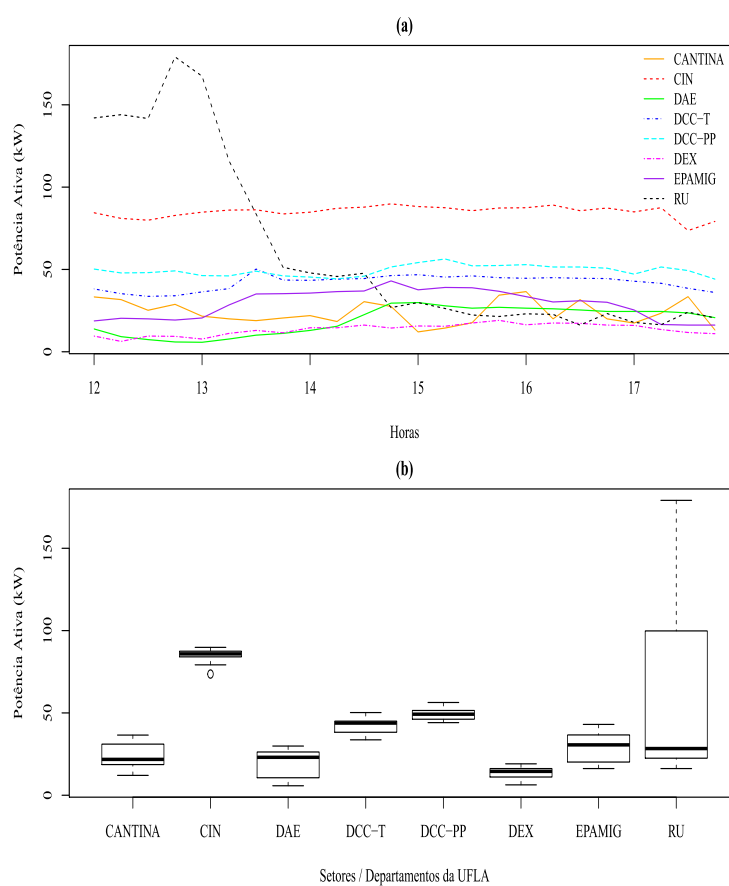 (a)
Potência Ativa (kW)
150
100
50
0
CANTINA
CIN
DAE
DCC−T
DCC−PP
DEX
EPAMIG
RU
12 13 14 15 16 17
Horas
(b)
Potência Ativa (kW)
150
100
50
0
CANTINA CIN DAE DCC−T DCC−PP DEX EPAMIG RU
Setores / Departamentos da UFLA